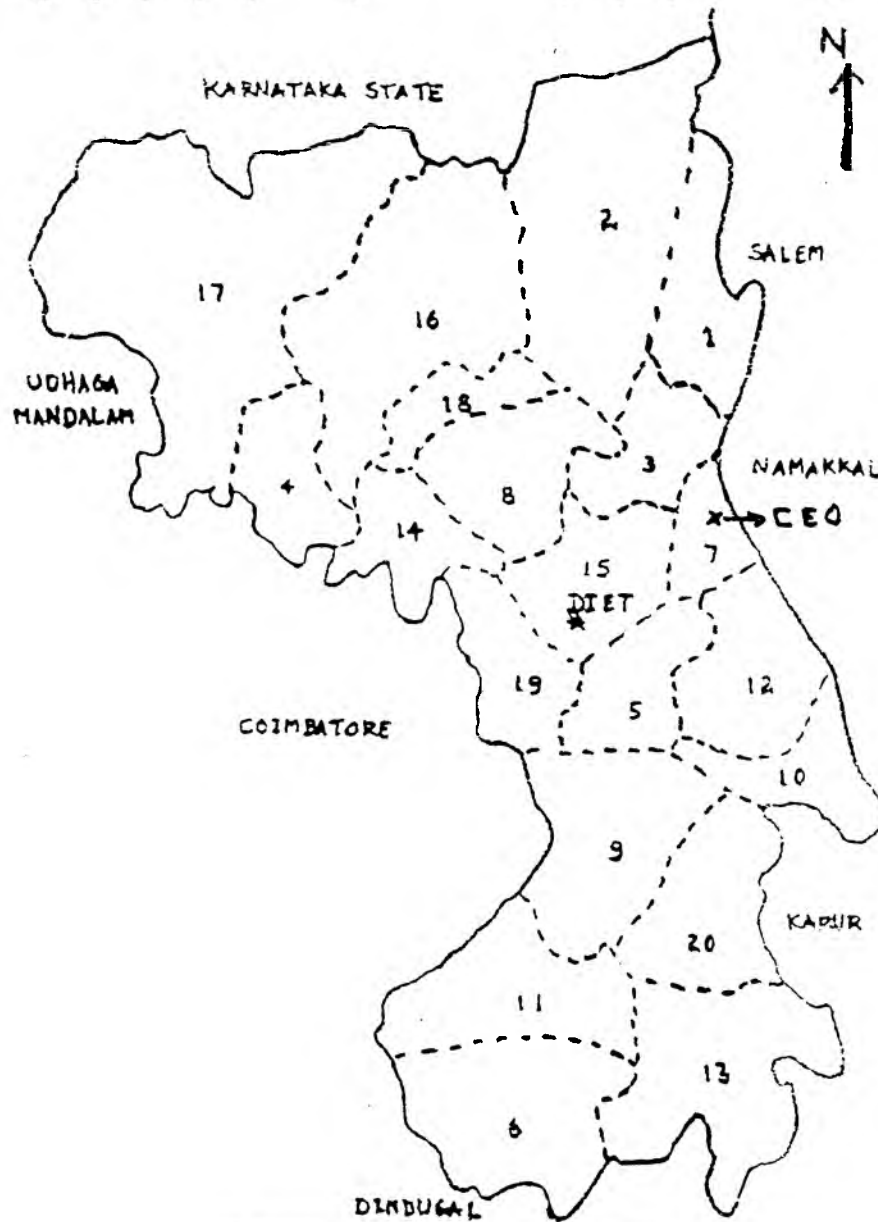 N
KARNATAKA STATE
2
SALEM
17
16
1
UDHAGA
MANDALAM
18
3
NAMAKKAL
4
8
x→CEO
14
7
15
DIET
19
12
5
COIMBATORE
10
9
KARUR
20
11
13
6
DINDUGAL